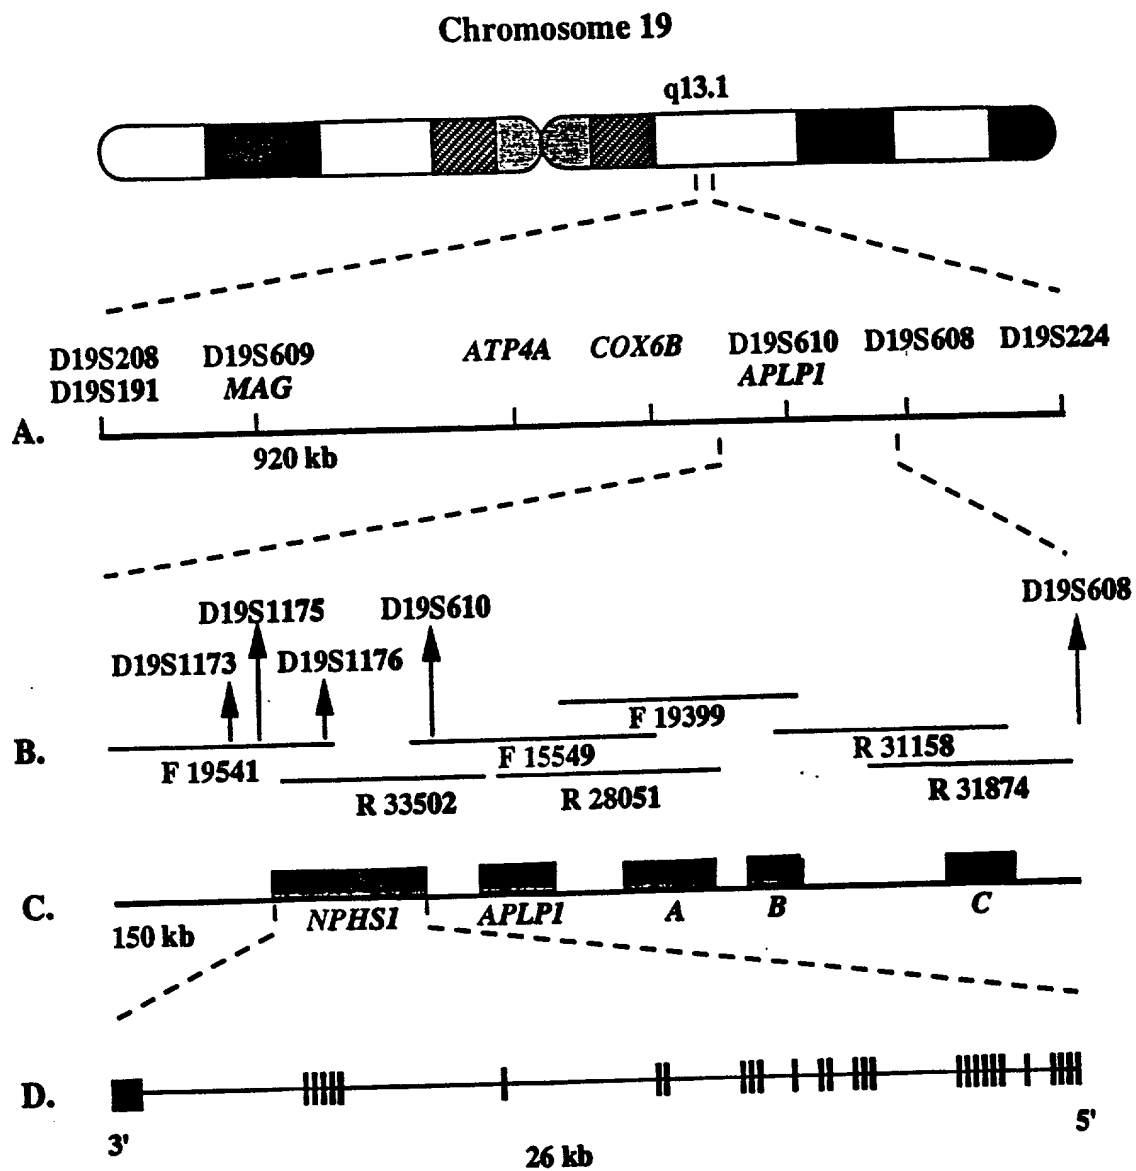 Chromosome 19
q13.1
D19S208 D19S609 ATP4A COX6B D19S610 D19S608 D19S224
D19S191 MAG APLP1
A.
920 kb
D19S1175 D19S610 D19S608
D19S1173 D19S1176
F 19399
B.
F 19541 F 15549 R 31158
R 33502 R 28051 R 31874
C.
NPHS1 APLP1 A B C
150 kb
D.
3' 5'
26 kb